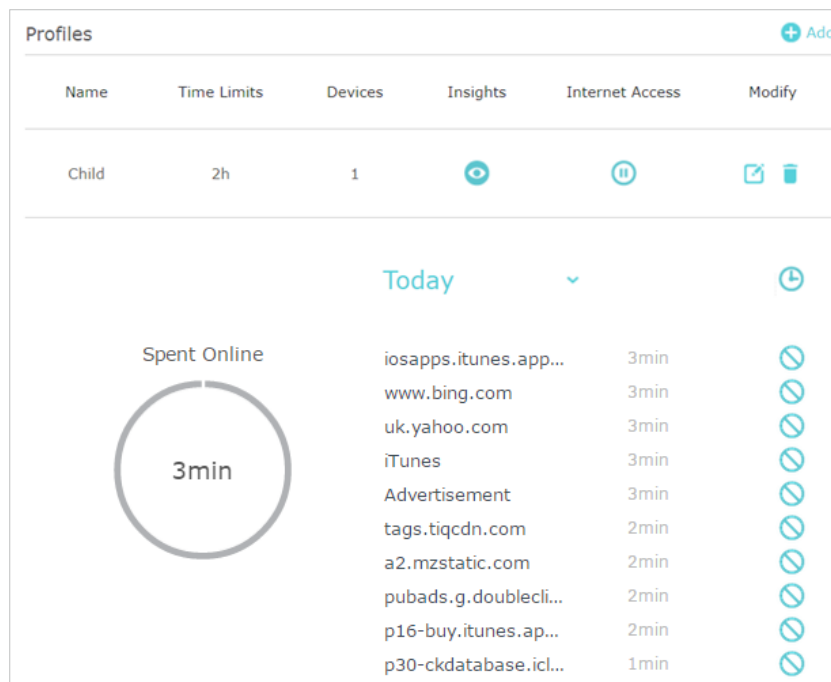 Profiles Add
Name Time Limits Devices Insights Internet Access Modify
Child 2h 1
Today
Spent Online
3min
iosapps.itunes.app... 3min
www.bing.com 3min
uk.yahoo.com 3min
iTunes 3min
Advertisement 3min
tags.tiqcdn.com 2min
a2.mzstatic.com 2min
pubads.g.doublecli... 2min
p16-buy.itunes.ap... 2min
p30-ckdatabase.icl... 1min